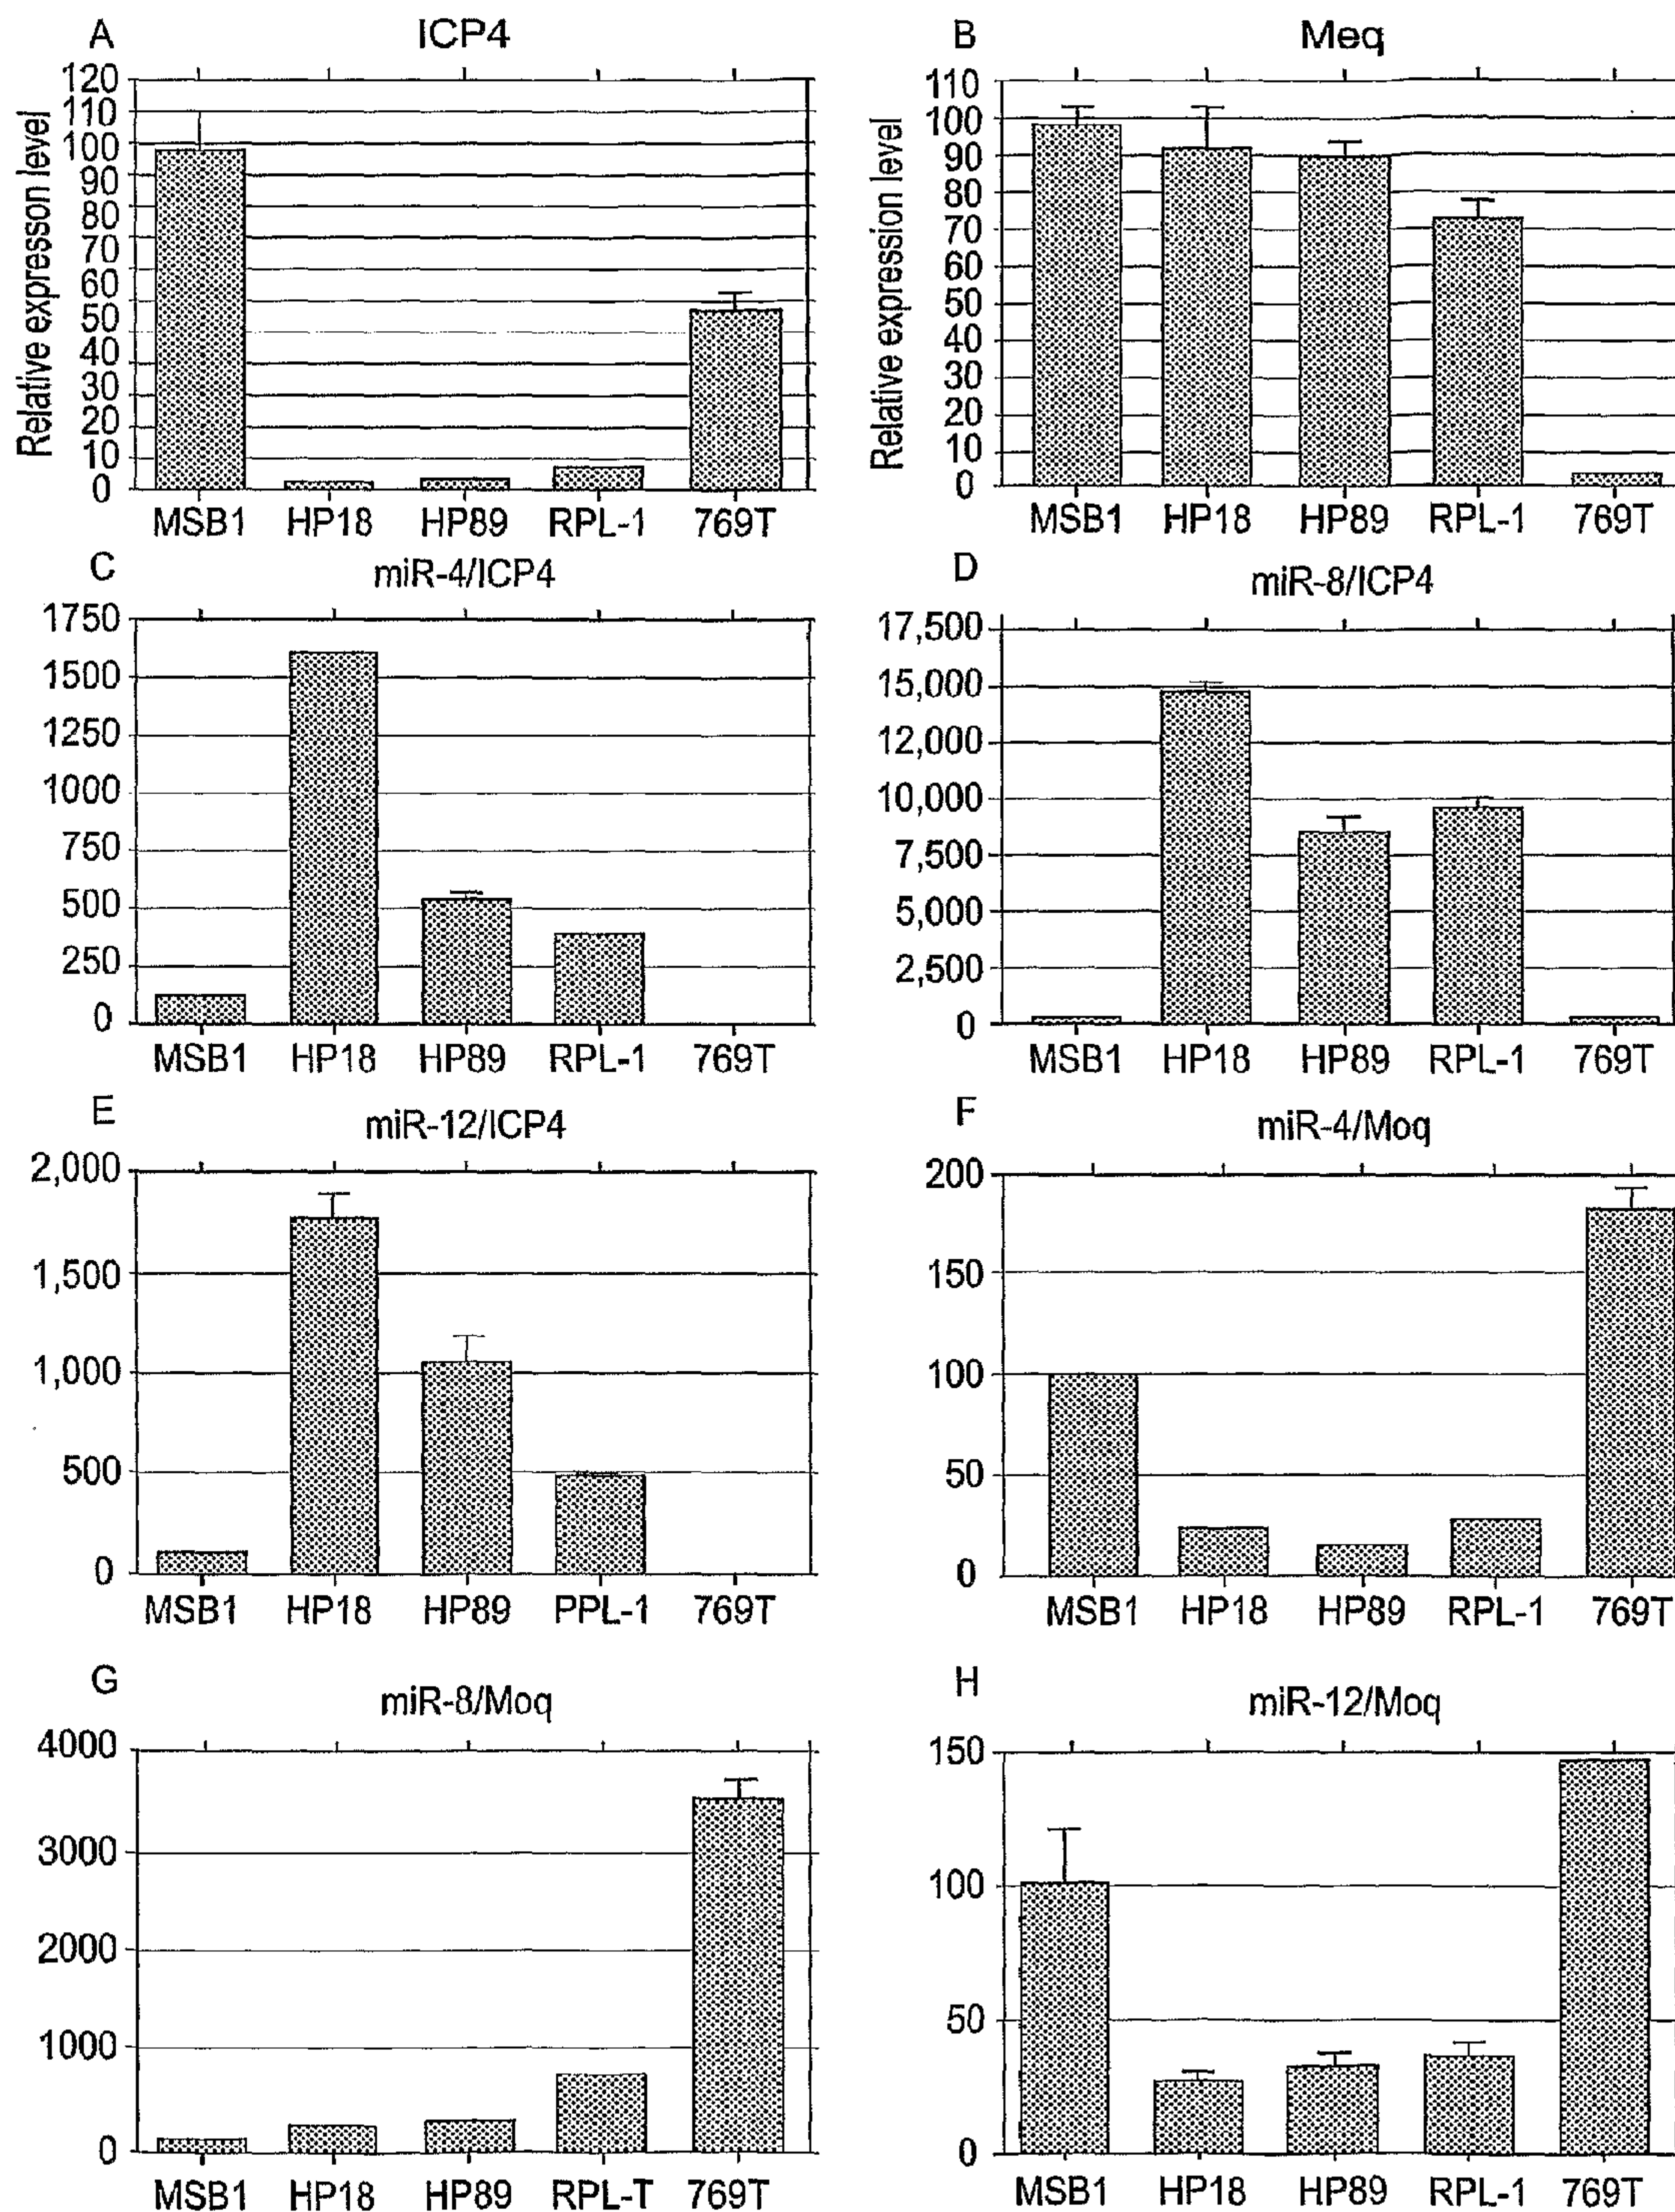 A
ICP4
Relative expresson level
120
110
100
90
80
70
60
50
40
30
20
10
0
MSB1 HP18 HP89 RPL-1 769T
B
Meq
Relative expression level
110
100
90
80
70
60
50
40
30
20
10
0
MSB1 HP18 HP89 RPL-1 769T
C
miR-4/ICP4
1750
1500
1250
1000
750
500
250
0
MSB1 HP18 HP89 RPL-1 769T
D
miR-8/ICP4
17,500
15,000
12,000
10,000
7,500
5,000
2,500
0
MSB1 HP18 HP89 RPL-1 769T
E
miR-12/ICP4
2,000
1,500
1,000
500
0
MSB1 HP18 HP89 PPL-1 769T
F
miR-4/Moq
200
150
100
50
0
MSB1 HP18 HP89 RPL-1 769T
G
miR-8/Moq
4000
3000
2000
1000
0
MSB1 HP18 HP89 RPL-T 769T
H
miR-12/Moq
150
100
50
0
MSB1 HP18 HP89 RPL-1 769T